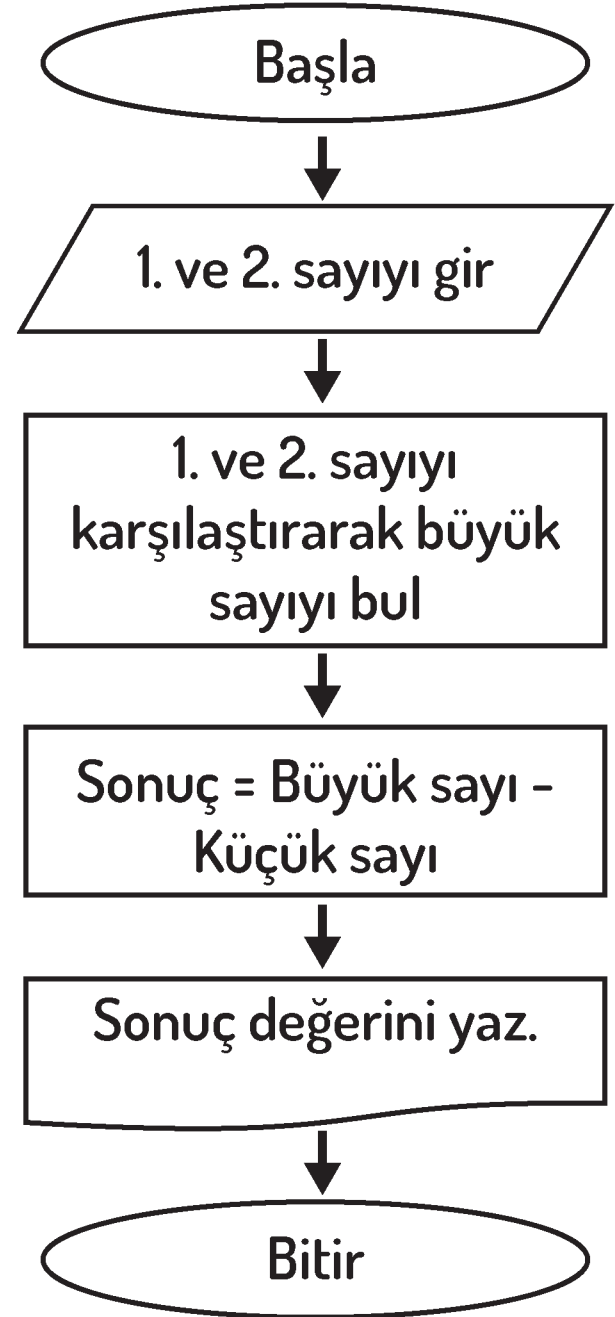 Başla
1. ve 2. sayıyı gir
1. ve 2. sayıyı
karşılaştırarak büyük
sayıyı bul
Sonuç = Büyük sayı -
Küçük sayı
Sonuç değerini yaz.
Bitir